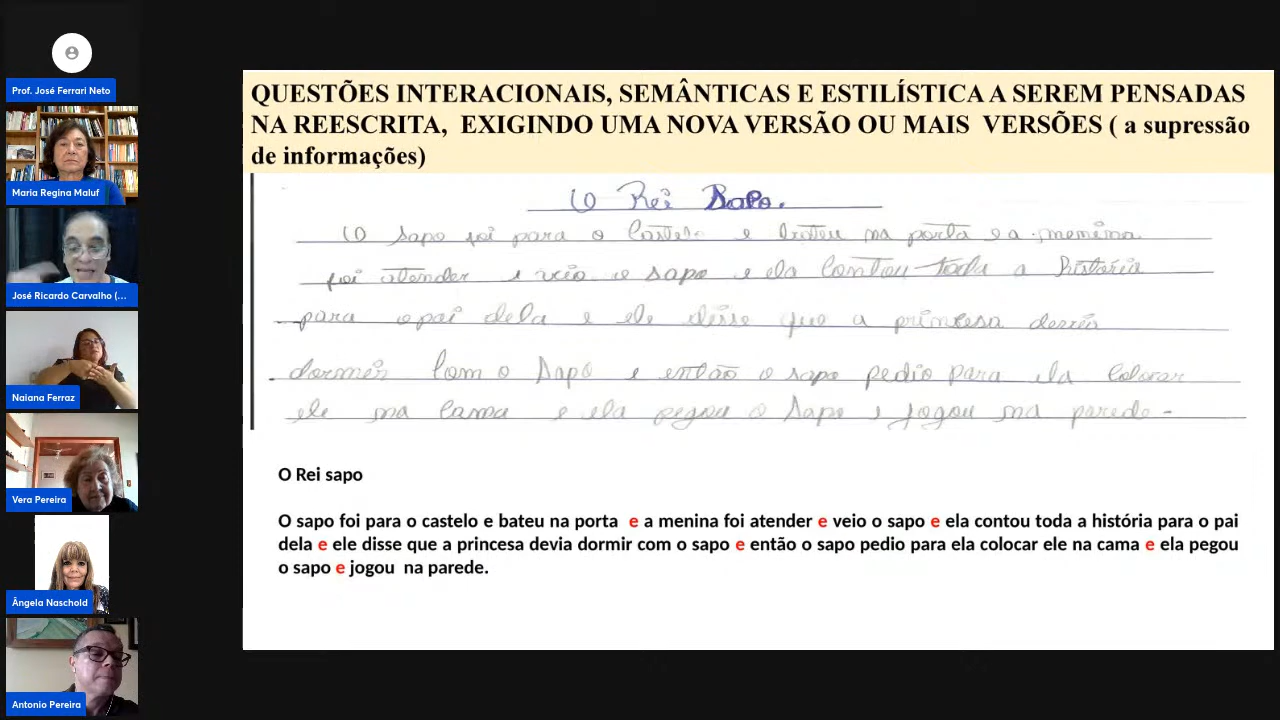 Prof. José Ferrari Neto
Maria Regina Maluf
José Ricardo Carvalho (...
Naiana Ferraz
Vera Pereira
Ângela Naschold
Antonio Pereira
QUESTÕES INTERACIONAIS, SEMÂNTICAS E ESTILÍSTICA A SEREM PENSADAS
NA REESCRITA, EXIGINDO UMA NOVA VERSÃO OU MAIS VERSÕES ( a supressão
de informações)
O Rei Sapo.
O sapo foi para o castelo e bateu na porta e a menina
foi atender e veio o sapo e ela contou toda a história
para o pai dela e ele disse que a princesa devia
dormir com o Sapo e então o sapo pedio para ela colocar
ele na cama e ela pegou o Sapo e jogou na parede.
O Rei sapo
O sapo foi para o castelo e bateu na porta e a menina foi atender e veio o sapo e ela contou toda a história para o pai
dela e ele disse que a princesa devia dormir com o sapo e então o sapo pedio para ela colocar ele na cama e ela pegou
o sapo e jogou na parede.